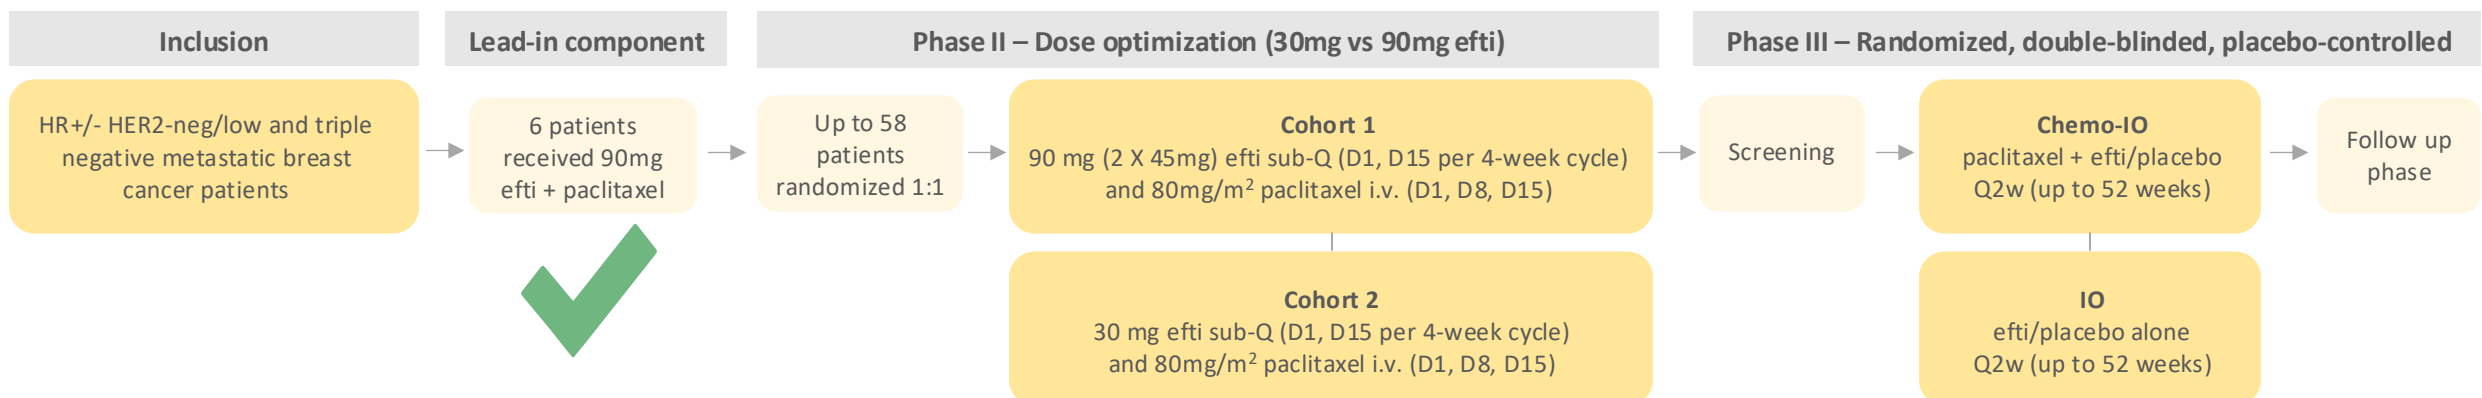 Inclusion
HR+/- HER2-neg/low and triple
negative metastatic breast
cancer patients
Lead-in component
6 patients
received 90mg
efti + paclitaxel
Phase II – Dose optimization (30mg vs 90mg efti)
Up to 58
patients
randomized 1:1
Cohort 1
90 mg (2 X 45mg) efti sub-Q (D1, D15 per 4-week cycle)
and 80mg/m² paclitaxel i.v. (D1, D8, D15)
Cohort 2
30 mg efti sub-Q (D1, D15 per 4-week cycle)
and 80mg/m² paclitaxel i.v. (D1, D8, D15)
Phase III – Randomized, double-blinded, placebo-controlled
Screening
Chemo-IO
paclitaxel + efti/placebo
Q2w (up to 52 weeks)
IO
efti/placebo alone
Q2w (up to 52 weeks)
Follow up
phase